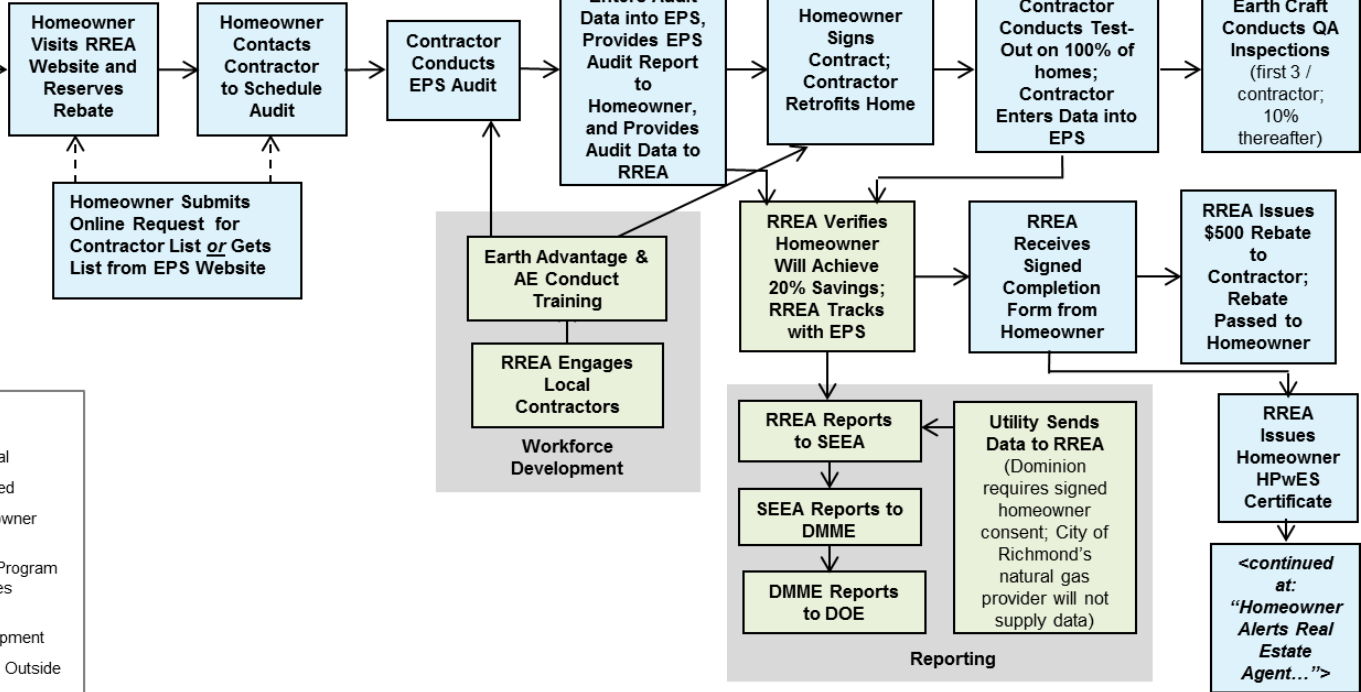 Homeowner
Visits RREA
Website and
Reserves
Rebate
Homeowner
Contacts
Contractor
to Schedule
Audit
Contractor
Conducts
EPS Audit
Enters Audit
Data into EPS,
Provides EPS
Audit Report
to
Homeowner,
and Provides
Audit Data to
RREA
Homeowner
Signs
Contract;
Contractor
Retrofits Home
Contractor
Conducts Test-
Out on 100% of
homes;
Contractor
Enters Data into
EPS
Earth Craft
Conducts QA
Inspections
(first 3 /
contractor;
10%
thereafter)
Homeowner Submits
Online Request for
Contractor List or Gets
List from EPS Website
Earth Advantage &
AE Conduct
Training
RREA Engages
Local
Contractors
Workforce
Development
RREA Verifies
Homeowner
Will Achieve
20% Savings;
RREA Tracks
with EPS
RREA
Receives
Signed
Completion
Form from
Homeowner
RREA Issues
$500 Rebate
to
Contractor;
Rebate
Passed to
Homeowner
RREA Reports
to SEEA
SEEA Reports to
DMME
DMME Reports
to DOE
Utility Sends
Data to RREA
(Dominion
requires signed
homeowner
consent; City of
Richmond’s
natural gas
provider will not
supply data)
Reporting
RREA
Issues
Homeowner
HPwES
Certificate
<continued
at:
“Homeowner
Alerts Real
Estate
Agent…”>
Program
Outside